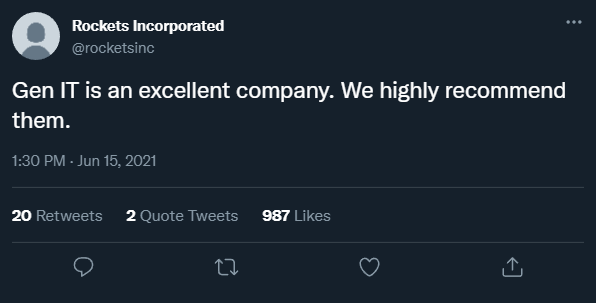 Rockets Incorporated
@rocketsinc
Gen IT is an excellent company. We highly recommend
them.
1:30 PM · Jun 15, 2021
20 Retweets 2 Quote Tweets 987 Likes